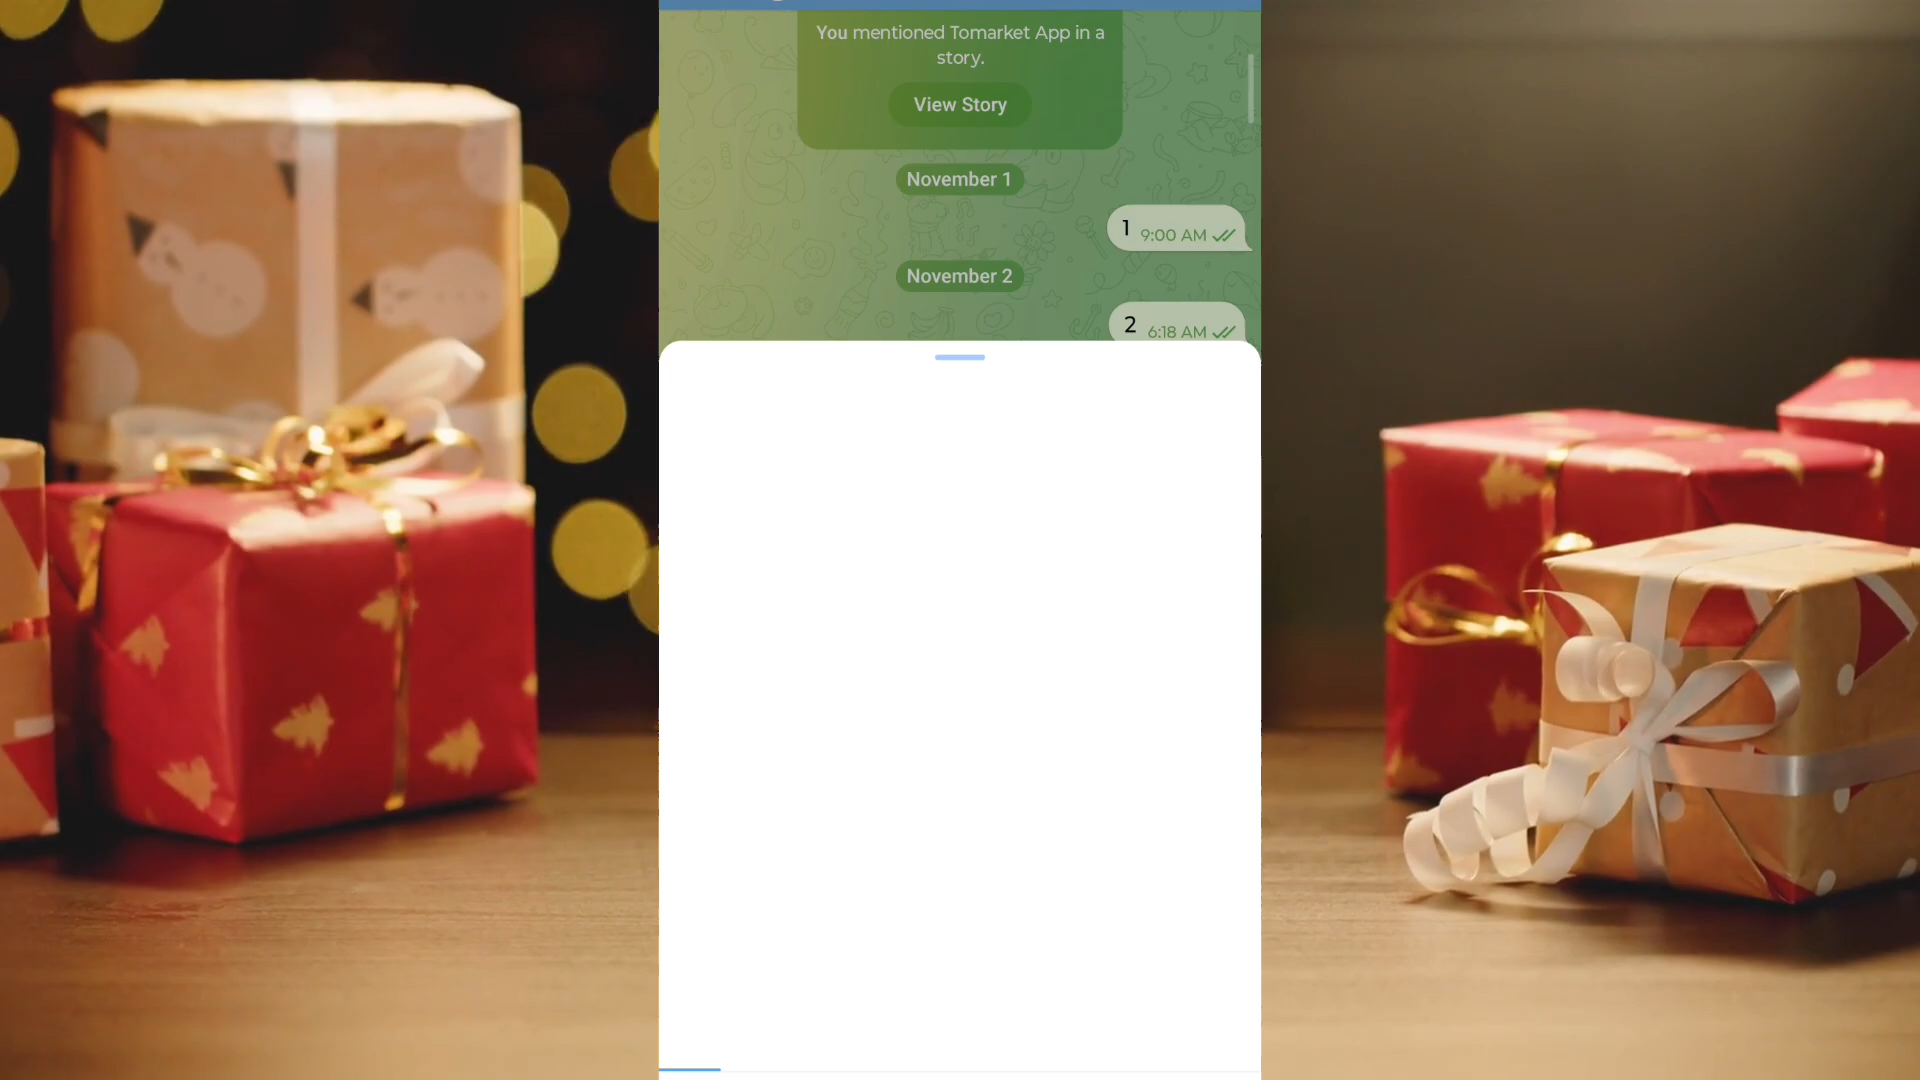 You mentioned Tomarket App in a
story.
View Story
November 1
1 9:00 AM
November 2
2 6:18 AM